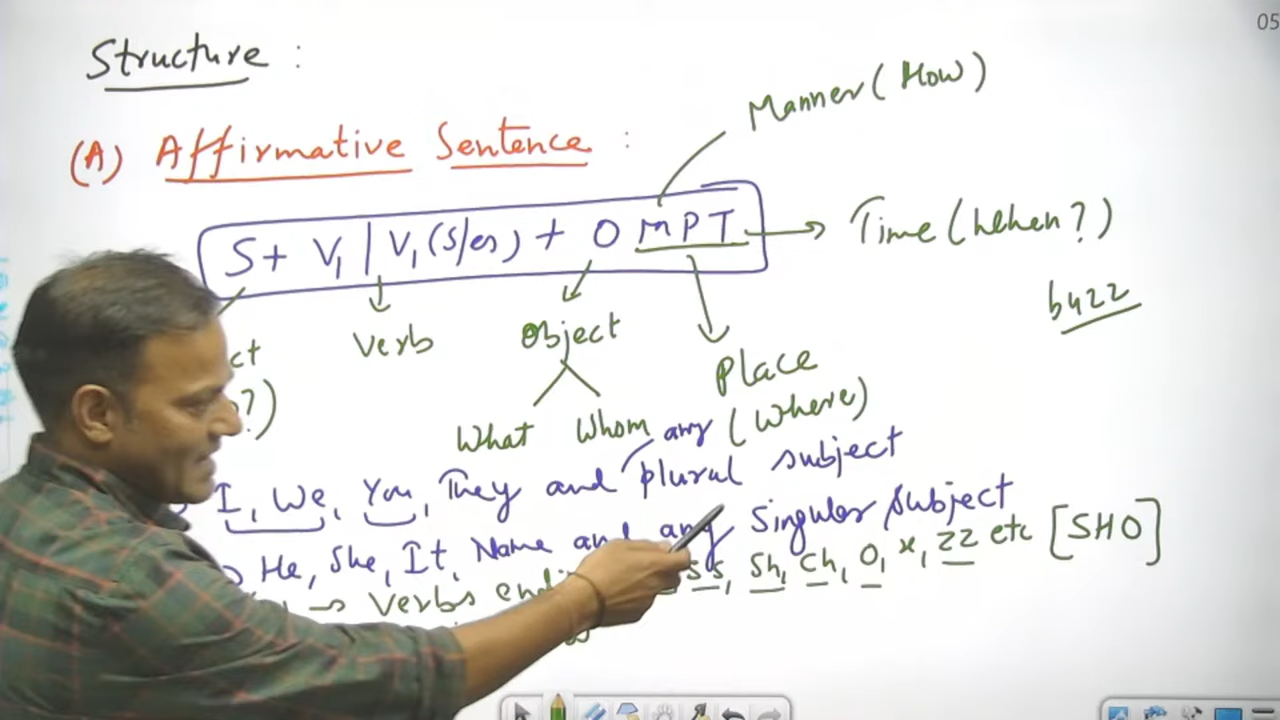 05
Structure :
Manner (How)
(A) Affirmative Sentence :
S + V1 | V1 (s/es) + O MPT
Time (When?)
buzz
Verb
Object
Place
(Where)
What Whom
I, We, You, They and any plural subject
He, She, It, Name and any Singular Subject
→ Verbs ss, Sh, Ch, O, x, zz etc [SHO]